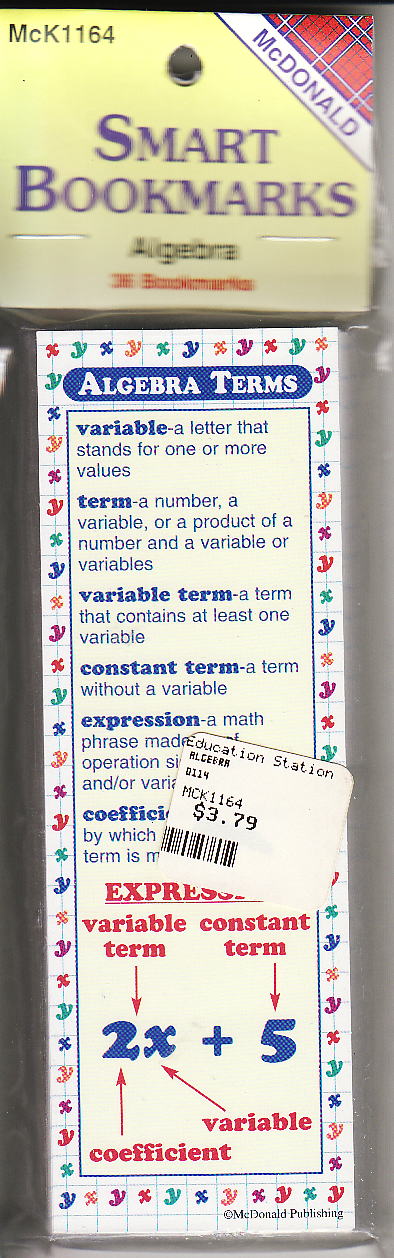 McK1164
McDONALD
SMART
BOOKMARKS
Algebra
36 Bookmarks
ALGEBRA TERMS
variable-a letter that
stands for one or more
values
term-a number, a
variable, or a product of a
number and a variable or
variables
variable term-a term
that contains at least one
variable
constant term-a term
without a variable
expression-a math
phrase made
operation
and/or
by which
term is
Education Station
ALGEBRA
D114
MCK1164
$3.79
variable constant
term term
2x + 5
variable
coefficient
©McDonald Publishing